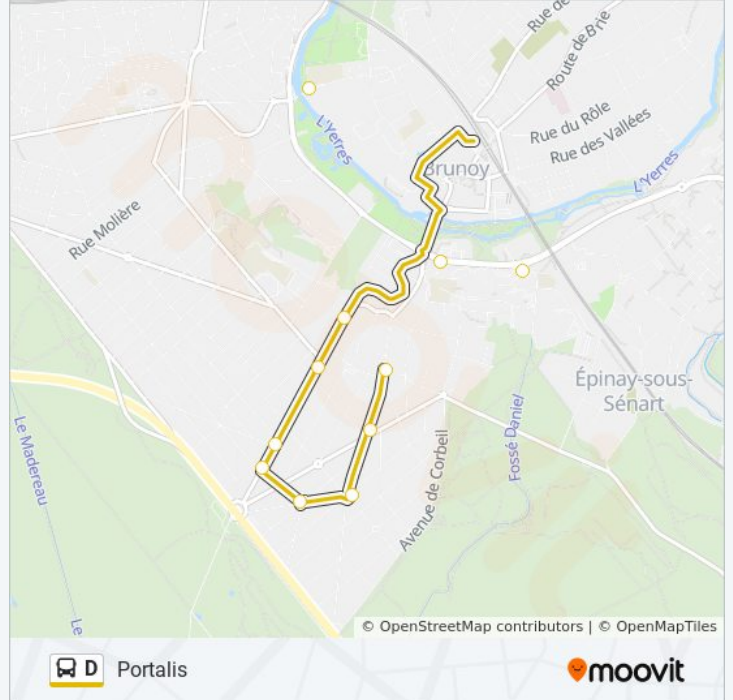 Rue de
Route de Brie
L'Yerres
Rue du Rôle
Rue des Vallées
Brunoy
L'Yerres
Rue Molière
Épinay-sous-
Sénart
Le Madereau
Fossé Daniel
Avenue de Corbeil
Le
© OpenStreetMap contributors | © OpenMapTiles
D Portalis
moovit